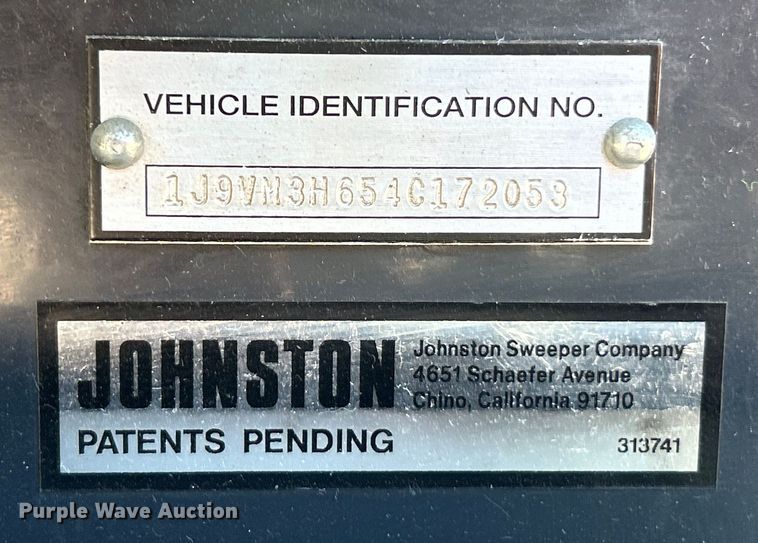 VEHICLE IDENTIFICATION NO.
1J9VM3H654C172053
JOHNSTON
Johnston Sweeper Company
4651 Schaefer Avenue
Chino, California 91710
PATENTS PENDING
313741
Purple Wave Auction